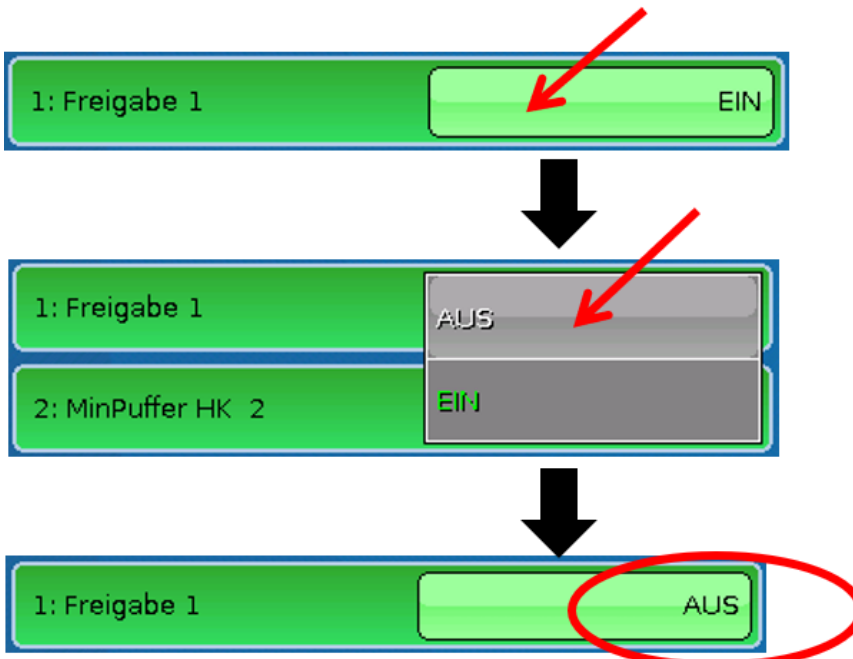 1: Freigabe 1 EIN
1: Freigabe 1 AUS
2: MinPuffer HK 2 EIN
1: Freigabe 1 AUS